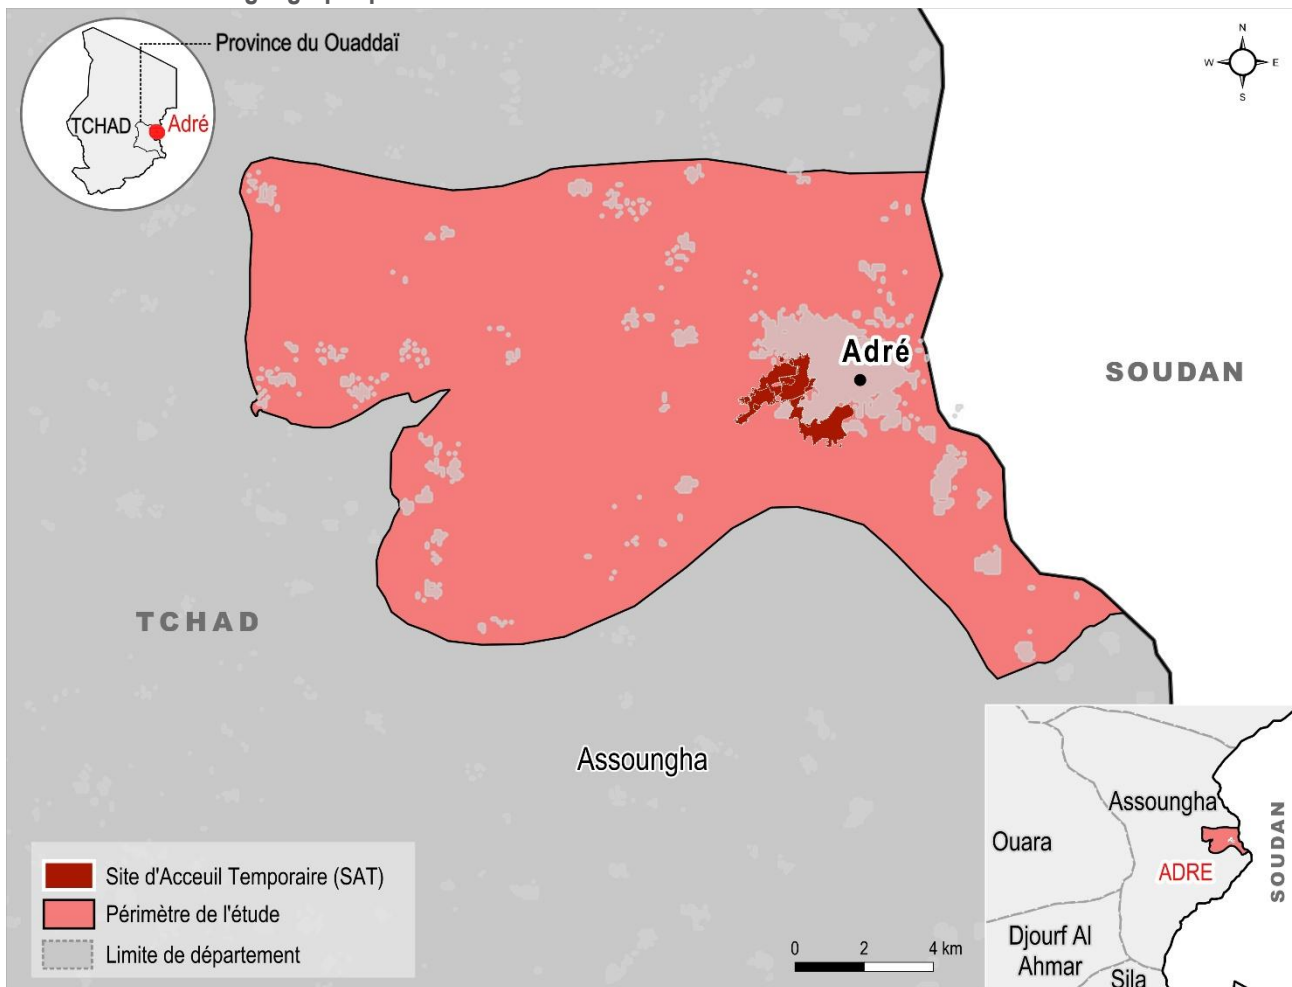 Province du Ouaddaï
TCHAD
Adré
N
W
E
S
Adré
SOUDAN
TCHAD
Assoungha
Site d'Acceuil Temporaire (SAT)
Périmètre de l'étude
Limite de département
0 2 4 km
Assoungha
Ouara
ADRE
SOUDAN
Djourf Al
Ahmar
Sila